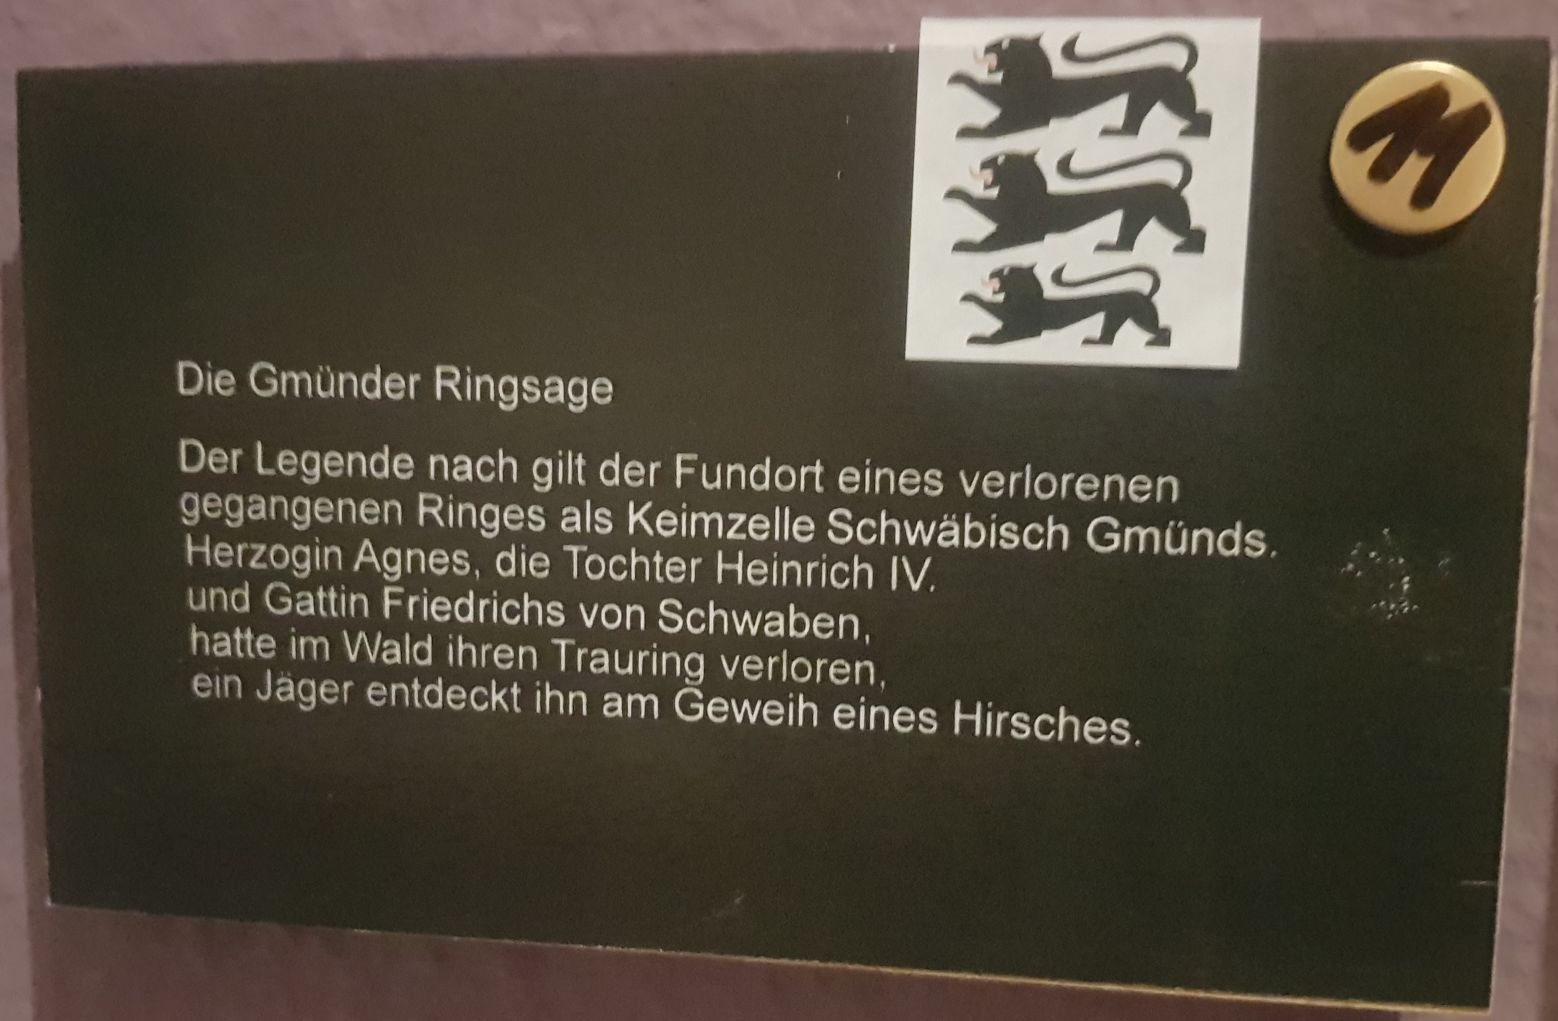 11
Die Gmünder Ringsage
Der Legende nach gilt der Fundort eines verlorenen
gegangenen Ringes als Keimzelle Schwäbisch Gmünds.
Herzogin Agnes, die Tochter Heinrich IV.
und Gattin Friedrichs von Schwaben,
hatte im Wald ihren Trauring verloren,
ein Jäger entdeckt ihn am Geweih eines Hirsches.